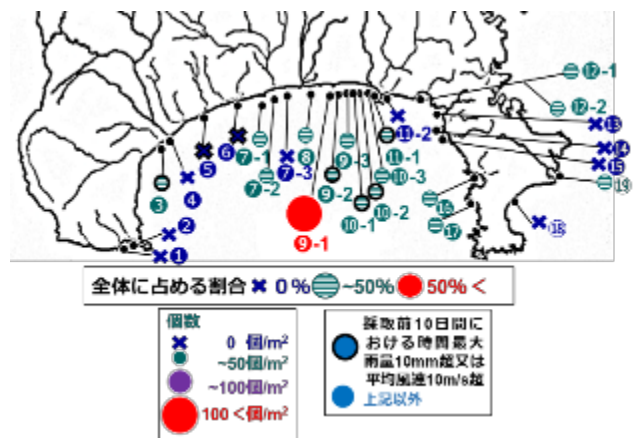 ⑫-1
⑫-2
⑬
⑪-2
⑭
⑥
⑤
⑦-1
⑧
⑨-3
⑪-1
⑮
⑦-3
⑦-2
⑨-2
⑩-3
⑲
③
④
⑯
⑩-2
⑩-1
⑰
⑱
②
⑨-1
①
全体に占める割合 ✖ 0% ~50% 50%<
個数
✖ 0 個/m²
~50個/m²
~100個/m²
100<個/m²
採取前10日間に
おける時間最大
雨量10mm超又は
平均風速10m/s超
上記以外